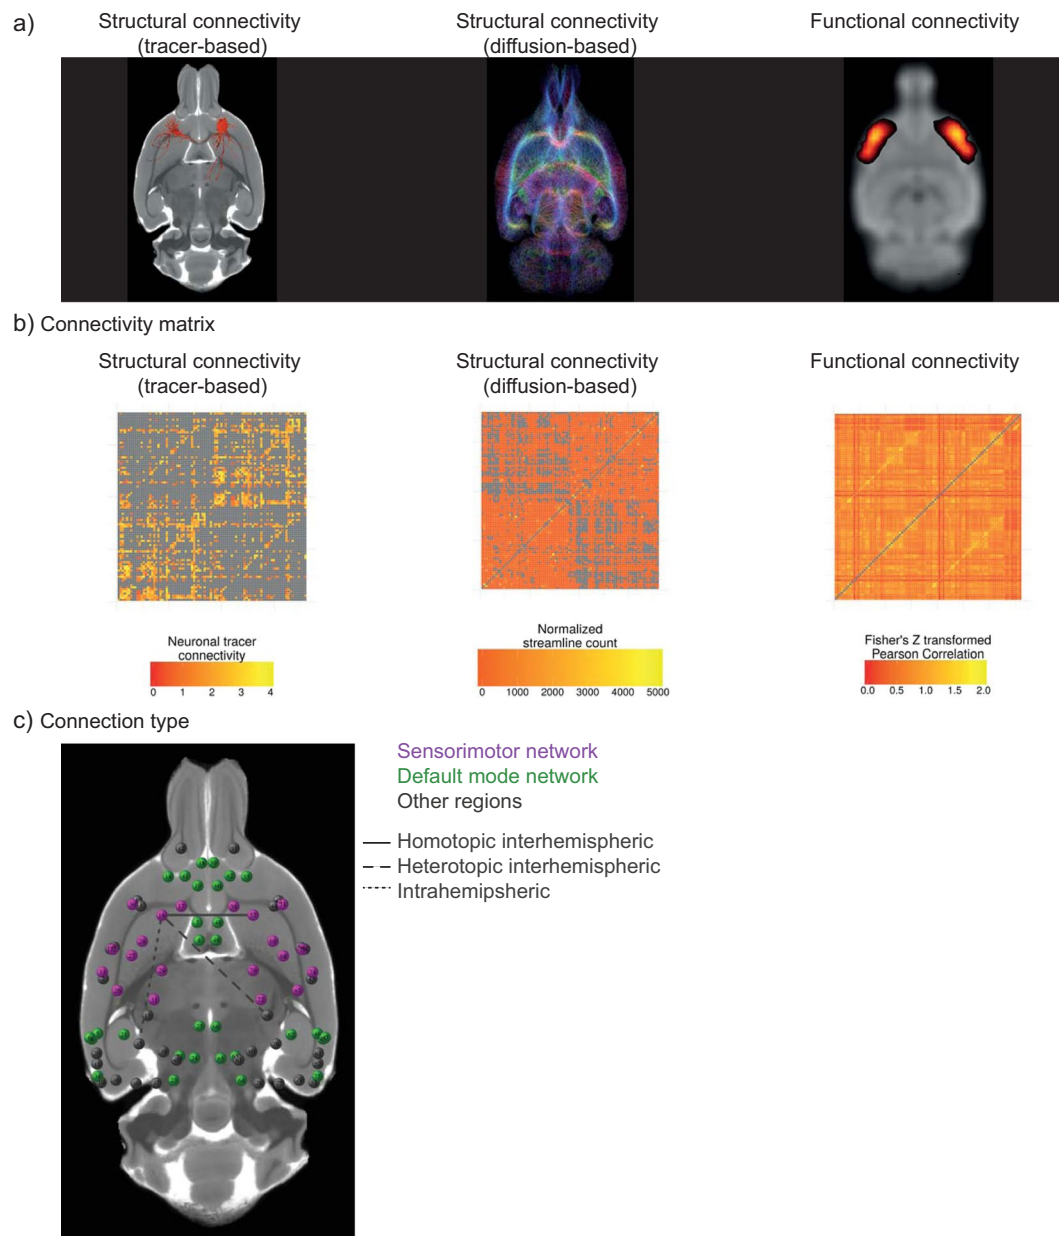 a)
Structural connectivity
(tracer-based)
Structural connectivity
(diffusion-based)
Functional connectivity
b) Connectivity matrix
Structural connectivity
(tracer-based)
Structural connectivity
(diffusion-based)
Functional connectivity
Neuronal tracer
connectivity
0 1 2 3 4
Normalized
streamline count
0 1000 2000 3000 4000 5000
Fisher's Z transformed
Pearson Correlation
0.0 0.5 1.0 1.5 2.0
c) Connection type
Sensorimotor network
Default mode network
Other regions
Homotopic interhemispheric
Heterotopic interhemispheric
Intrahemipsheric